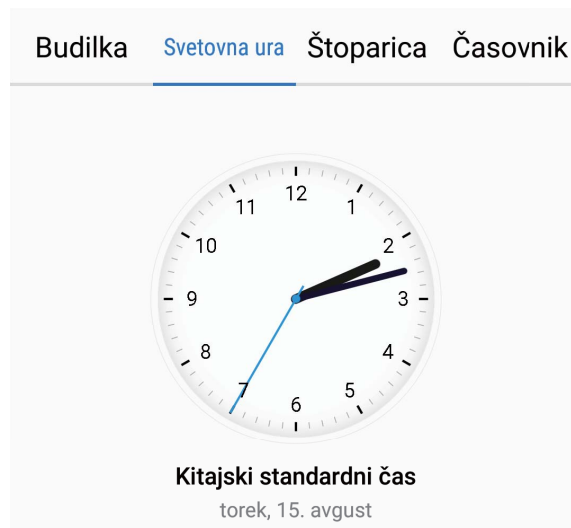 Budilka Svetovna ura Štoparica Časovnik
12
11 1
10 2
9 3
8 4
7 5
6
Kitajski standardni čas
torek, 15. avgust